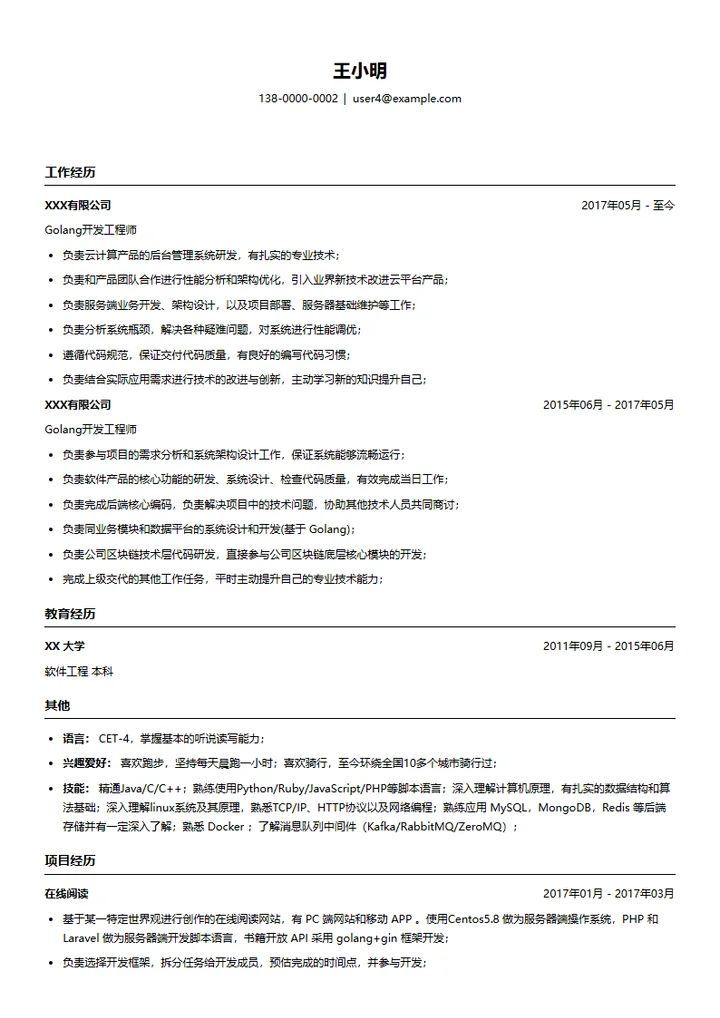 王小明
138-0000-0002 | user4@example.com
工作经历
XXX有限公司 2017年05月 - 至今
Golang开发工程师
• 负责云计算产品的后台管理系统研发，有扎实的专业技术；
• 负责和产品团队合作进行性能分析和架构优化，引入业界新技术改进云平台产品；
• 负责服务端业务开发、架构设计，以及项目部署、服务器基础维护等工作；
• 负责分析系统瓶颈，解决各种疑难问题，对系统进行性能调优；
• 遵循代码规范，保证交付代码质量，有良好的编写代码习惯；
• 负责结合实际应用需求进行技术的改进与创新，主动学习新的知识提升自己；
XXX有限公司 2015年06月 - 2017年05月
Golang开发工程师
• 负责参与项目的需求分析和系统架构设计工作，保证系统能够流畅运行；
• 负责软件产品的核心功能的研发、系统设计、检查代码质量，有效完成当日工作；
• 负责完成后端核心编码，负责解决项目中的技术问题，协助其他技术人员共同商讨；
• 负责同业务模块和数据平台的系统设计和开发(基于 Golang)；
• 负责公司区块链技术层代码研发，直接参与公司区块链底层核心模块的开发；
• 完成上级交代的其他工作任务，平时主动提升自己的专业技术能力；
教育经历
XX 大学 2011年09月 - 2015年06月
软件工程 本科
其他
• 语言： CET-4，掌握基本的听说读写能力；
• 兴趣爱好： 喜欢跑步，坚持每天晨跑一小时；喜欢骑行，至今环绕全国10多个城市骑行过；
• 技能： 精通Java/C/C++；熟练使用Python/Ruby/JavaScript/PHP等脚本语言；深入理解计算机原理，有扎实的数据结构和算
法基础；深入理解linux系统及其原理，熟悉TCP/IP、HTTP协议以及网络编程；熟练应用 MySQL，MongoDB，Redis 等后端
存储并有一定深入了解；熟悉 Docker ；了解消息队列中间件（Kafka/RabbitMQ/ZeroMQ）；
项目经历
在线阅读 2017年01月 - 2017年03月
• 基于某一特定世界观进行创作的在线阅读网站，有 PC 端网站和移动 APP 。使用Centos5.8 做为服务器端操作系统，PHP 和
Laravel 做为服务器端开发脚本语言，书籍开放 API 采用 golang+gin 框架开发；
• 负责选择开发框架，拆分任务给开发成员，预估完成的时间点，并参与开发；